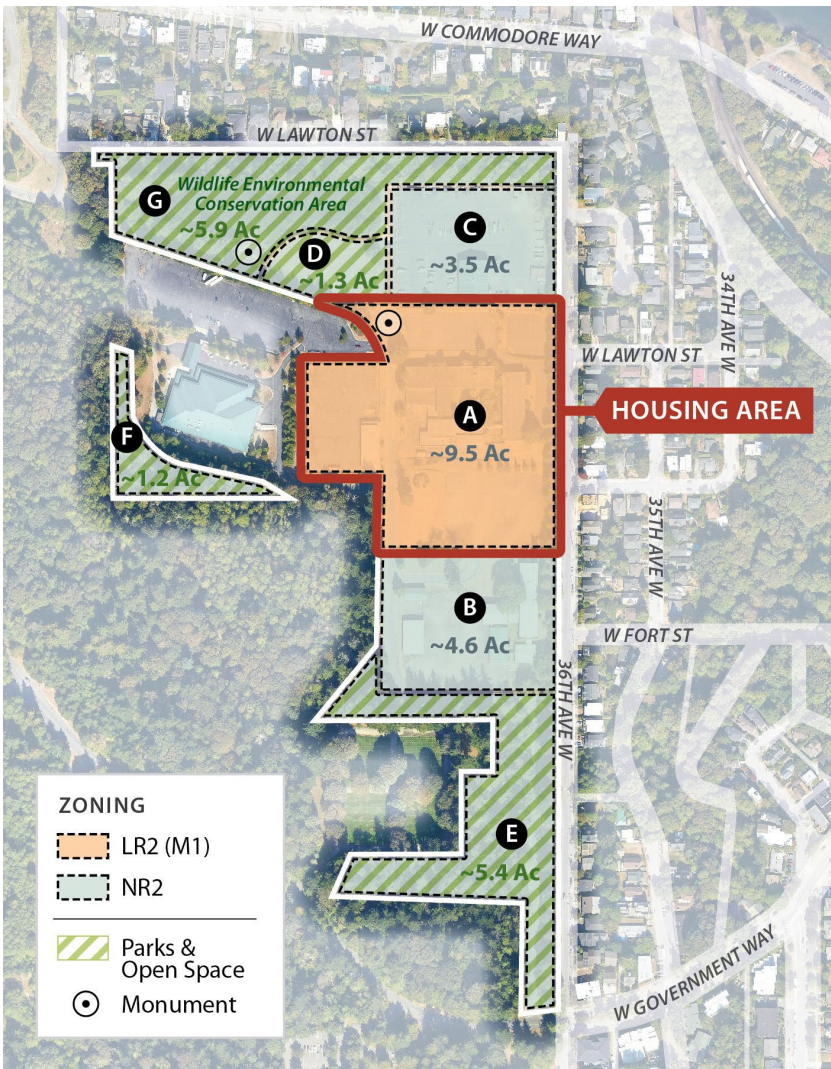 W COMMODORE WAY
W LAWTON ST
G
Wildlife Environmental
Conservation Area
~5.9 Ac
D
~1.3 Ac
C
~3.5 Ac
34TH AVE W
W LAWTON ST
HOUSING AREA
A
~9.5 Ac
F
~1.2 Ac
35TH AVE W
B
~4.6 Ac
W FORT ST
36TH AVE W
E
~5.4 Ac
W GOVERNMENT WAY
ZONING
LR2 (M1)
NR2
Parks &
Open Space
Monument